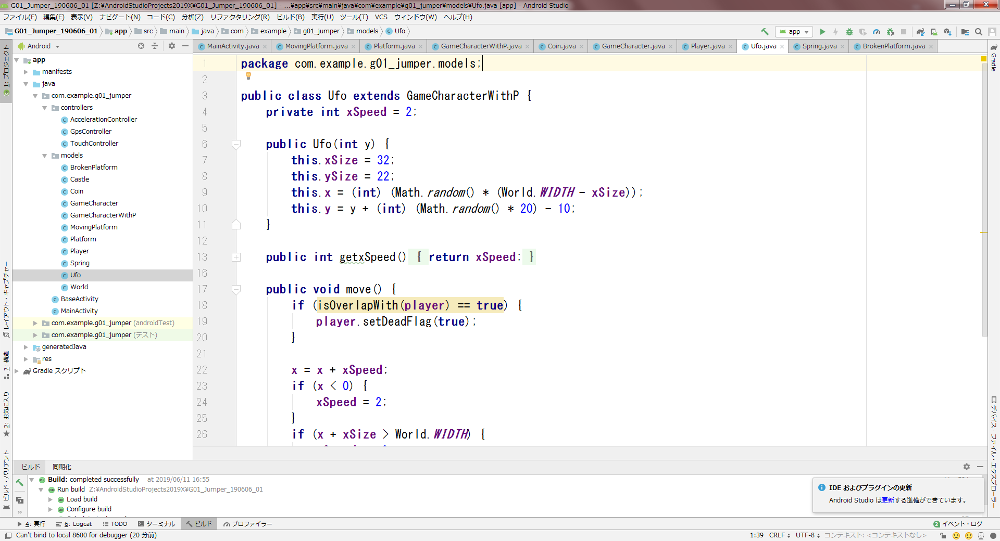 G01_Jumper_190606_01 [Z:¥AndroidStudioProjects2019X¥G01_Jumper_190606_01] - ...¥app¥src¥main¥java¥com¥example¥g01_jumper¥models¥Ufo.java [app] - Android Studio
ファイル(F) 編集(E) 表示(V) ナビゲート(N) コード(C) 分析(Z) リファクタリング(R) ビルド(B) 実行(U) ツール(T) VCS ウィンドウ(W) ヘルプ(H)
G01_Jumper_190606_01 app src main java com example g01_jumper models Ufo app
Android MainActivity.java MovingPlatform.java Platform.java GameCharacterWithP.java Coin.java GameCharacter.java Player.java Ufo.java Spring.java BrokenPlatform.java
1: プロジェクト
レイアウト・キャプチャー
Z: 構造
2: お気に入り
ビルド・バリアント
app
manifests
java
com.example.g01_jumper
controllers
AccelerationController
GpsController
TouchController
models
BrokenPlatform
Castle
Coin
GameCharacter
GameCharacterWithP
MovingPlatform
Platform
Player
Spring
Ufo
World
BaseActivity
MainActivity
com.example.g01_jumper (androidTest)
com.example.g01_jumper (テスト)
generatedJava
res
Gradle スクリプト
1 package com.example.g01_jumper.models;
2
3 public class Ufo extends GameCharacterWithP {
4 private int xSpeed = 2;
5
6 public Ufo(int y) {
7 this.xSize = 32;
8 this.ySize = 22;
9 this.x = (int) (Math.random() * (World.WIDTH - xSize));
10 this.y = y + (int) (Math.random() * 20) - 10;
11 }
12
13 public int getxSpeed() { return xSpeed; }
16
17 public void move() {
18 if (isOverlapWith(player) == true) {
19 player.setDeadFlag(true);
20 }
21
22 x = x + xSpeed;
23 if (x < 0) {
24 xSpeed = 2;
25 }
26 if (x + xSize > World.WIDTH) {
Gradle
デバイス・ファイル・エクスプローラー
ビルド 同期化
Build: completed successfully at 2019/06/11 16:55
Run build Z:¥AndroidStudioProjects2019X¥G01_Jumper_190606_01
Load build
Configure build
IDE およびプラグインの更新
Android Studio は更新する準備ができています。
4: 実行 6: Logcat TODO ターミナル ビルド プロファイラー 2 イベント・ログ
Can't bind to local 8600 for debugger (20 分前) 1:39 CRLF UTF-8 コンテキスト: <コンテキストなし>